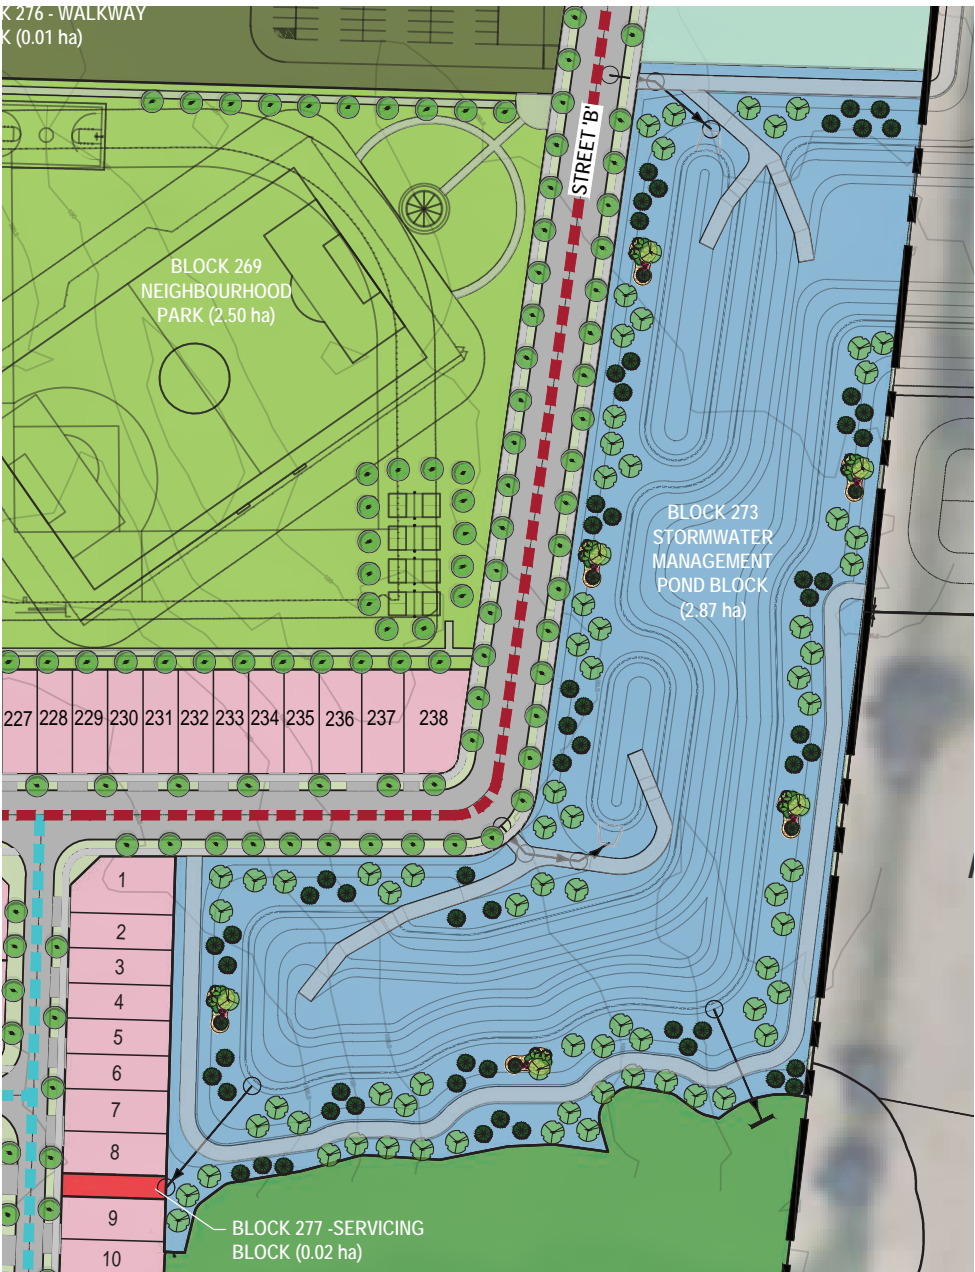 K 276 - WALKWAY
K (0.01 ha)
STREET 'B'
BLOCK 269
NEIGHBOURHOOD
PARK (2.50 ha)
BLOCK 273
STORMWATER
MANAGEMENT
POND BLOCK
(2.87 ha)
227 228 229 230 231 232 233 234 235 236 237 238
1
2
3
4
5
6
7
8
9
10
BLOCK 277 -SERVICING
BLOCK (0.02 ha)